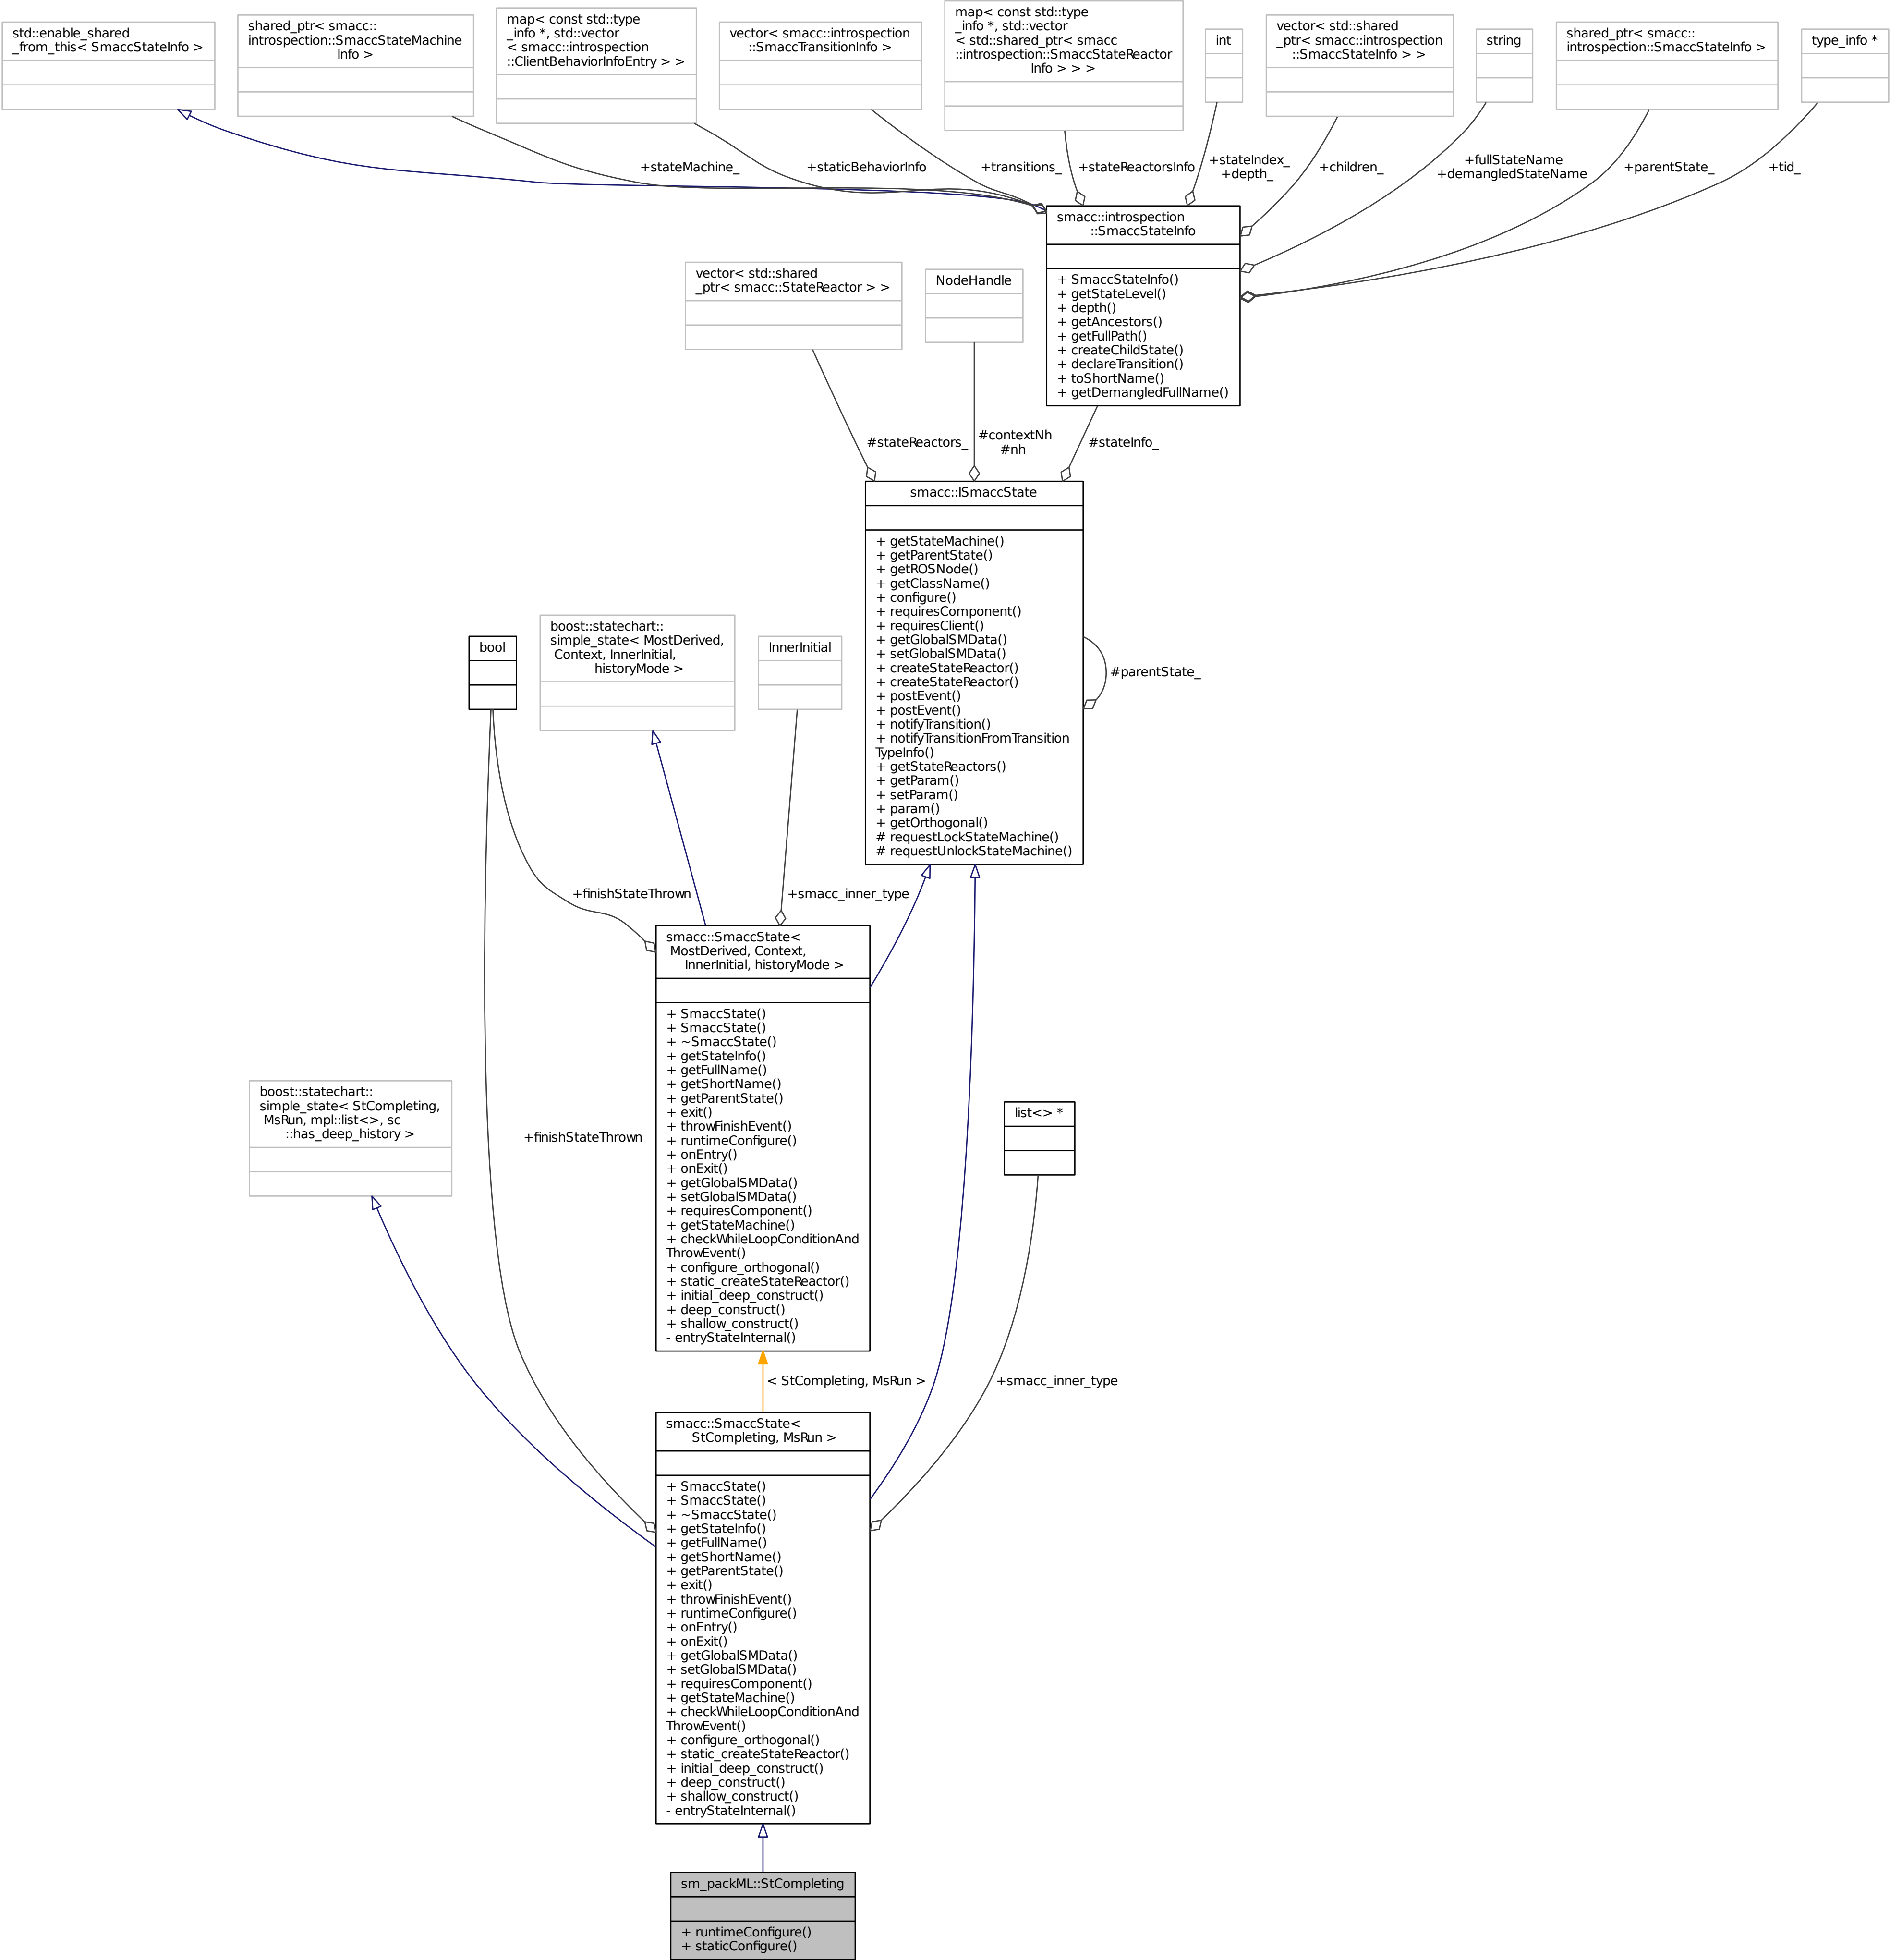 std::enable_shared
_from_this< SmaccStateInfo >
shared_ptr< smacc::
introspection::SmaccStateMachine
Info >
map< const std::type
_info *, std::vector
< smacc::introspection
::ClientBehaviorInfoEntry > >
vector< smacc::introspection
::SmaccTransitionInfo >
map< const std::type
_info *, std::vector
< std::shared_ptr< smacc
::introspection::SmaccStateReactor
Info > > >
int
vector< std::shared
_ptr< smacc::introspection
::SmaccStateInfo > >
string
shared_ptr< smacc::
introspection::SmaccStateInfo >
type_info *
+stateMachine_
+staticBehaviorInfo
+transitions_
+stateReactorsInfo
+stateIndex_
+depth_
+children_
+fullStateName
+demangledStateName
+parentState_
+tid_
smacc::introspection
::SmaccStateInfo
+ SmaccStateInfo()
+ getStateLevel()
+ depth()
+ getAncestors()
+ getFullPath()
+ createChildState()
+ declareTransition()
+ toShortName()
+ getDemangledFullName()
vector< std::shared
_ptr< smacc::StateReactor > >
NodeHandle
#stateReactors_
#contextNh
#nh
#stateInfo_
smacc::ISmaccState
+ getStateMachine()
+ getParentState()
+ getROSNode()
+ getClassName()
+ configure()
+ requiresComponent()
+ requiresClient()
+ getGlobalSMData()
+ setGlobalSMData()
+ createStateReactor()
+ createStateReactor()
+ postEvent()
+ postEvent()
+ notifyTransition()
+ notifyTransitionFromTransition
TypeInfo()
+ getStateReactors()
+ getParam()
+ setParam()
+ param()
+ getOrthogonal()
# requestLockStateMachine()
# requestUnlockStateMachine()
#parentState_
bool
boost::statechart::
simple_state< MostDerived,
Context, InnerInitial,
historyMode >
InnerInitial
+finishStateThrown
+smacc_inner_type
smacc::SmaccState<
MostDerived, Context,
InnerInitial, historyMode >
+ SmaccState()
+ SmaccState()
+ ~SmaccState()
+ getStateInfo()
+ getFullName()
+ getShortName()
+ getParentState()
+ exit()
+ throwFinishEvent()
+ runtimeConfigure()
+ onEntry()
+ onExit()
+ getGlobalSMData()
+ setGlobalSMData()
+ requiresComponent()
+ getStateMachine()
+ checkWhileLoopConditionAnd
ThrowEvent()
+ configure_orthogonal()
+ static_createStateReactor()
+ initial_deep_construct()
+ deep_construct()
+ shallow_construct()
- entryStateInternal()
boost::statechart::
simple_state< StCompleting,
MsRun, mpl::list<>, sc
::has_deep_history >
+finishStateThrown
list<> *
< StCompleting, MsRun >
+smacc_inner_type
smacc::SmaccState<
StCompleting, MsRun >
+ SmaccState()
+ SmaccState()
+ ~SmaccState()
+ getStateInfo()
+ getFullName()
+ getShortName()
+ getParentState()
+ exit()
+ throwFinishEvent()
+ runtimeConfigure()
+ onEntry()
+ onExit()
+ getGlobalSMData()
+ setGlobalSMData()
+ requiresComponent()
+ getStateMachine()
+ checkWhileLoopConditionAnd
ThrowEvent()
+ configure_orthogonal()
+ static_createStateReactor()
+ initial_deep_construct()
+ deep_construct()
+ shallow_construct()
- entryStateInternal()
sm_packML::StCompleting
+ runtimeConfigure()
+ staticConfigure()